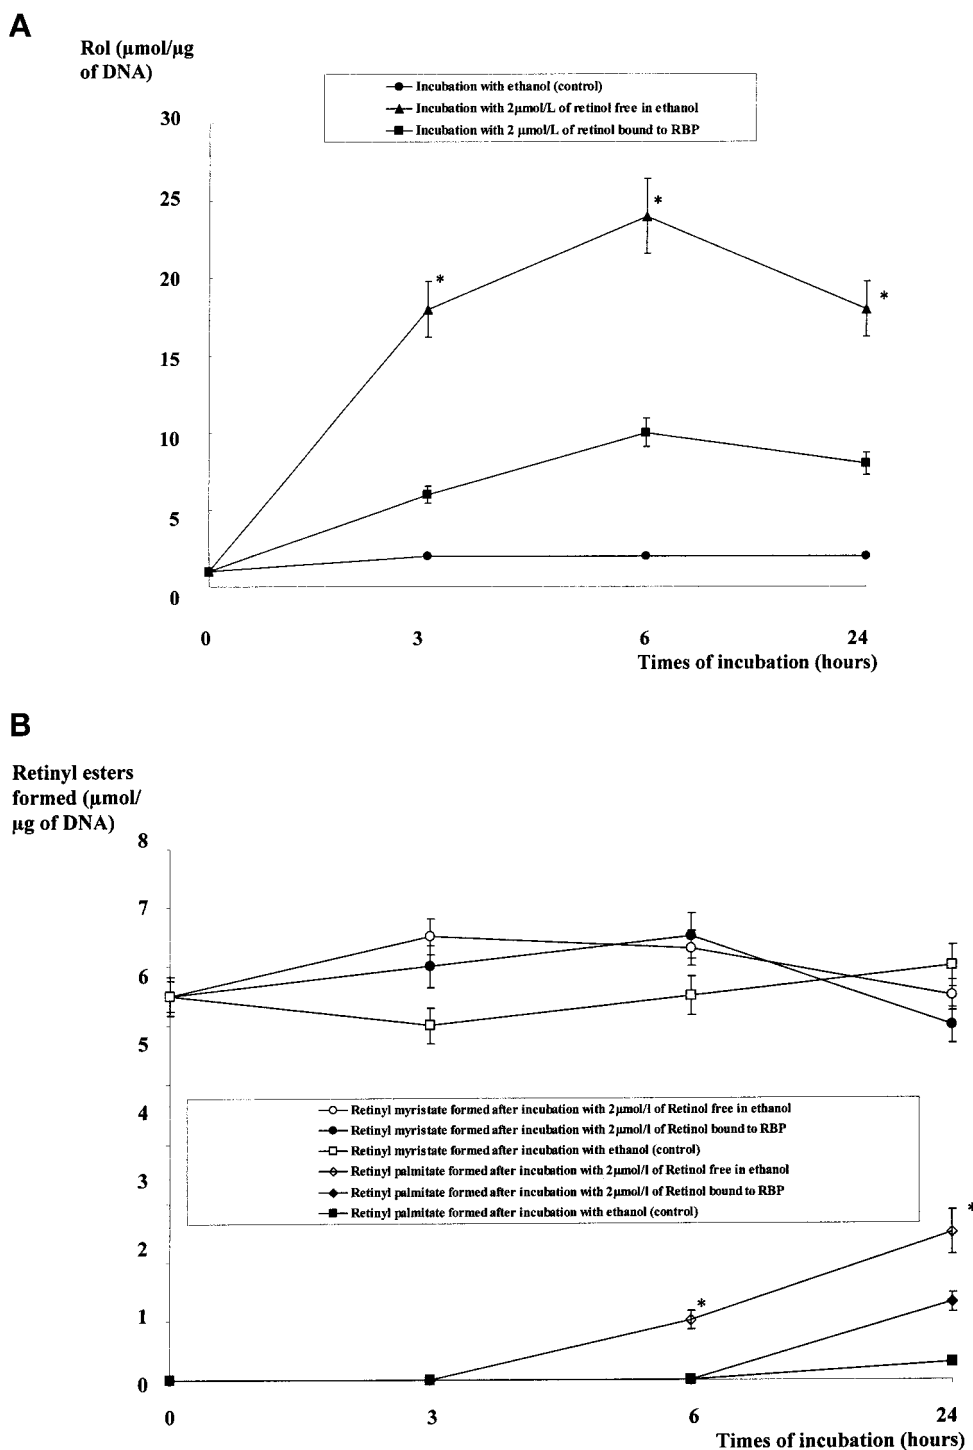 A
Rol (µmol/µg
of DNA)
Incubation with ethanol (control)
Incubation with 2µmol/L of retinol free in ethanol
Incubation with 2 µmol/L of retinol bound to RBP
30
25
20
15
10
5
0
*
*
*
0 3 6 24
Times of incubation (hours)
B
Retinyl esters
formed (µmol/
µg of DNA)
8
7
6
5
4
3
2
1
0
Retinyl myristate formed after incubation with 2µmol/l of Retinol free in ethanol
Retinyl myristate formed after incubation with 2µmol/l of Retinol bound to RBP
Retinyl myristate formed after incubation with ethanol (control)
Retinyl palmitate formed after incubation with 2µmol/l of Retinol free in ethanol
Retinyl palmitate formed after incubation with 2µmol/l of Retinol bound to RBP
Retinyl palmitate formed after incubation with ethanol (control)
*
*
0 3 6 24
Times of incubation (hours)